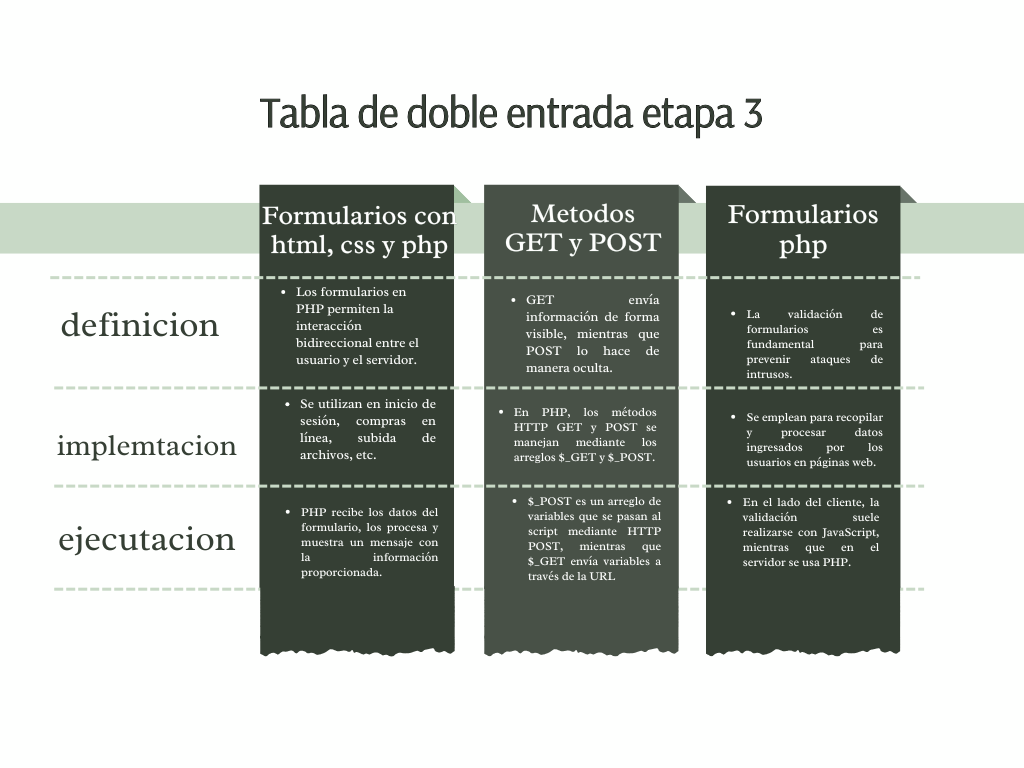 Tabla de doble entrada etapa 3
Formularios con
html, css y php
Metodos
GET y POST
Formularios
php
definicion
• Los formularios en
PHP permiten la
interacción
bidireccional entre el
usuario y el servidor.
• GET envía
información de forma
visible, mientras que
POST lo hace de
manera oculta.
• La validación de
formularios es
fundamental para
prevenir ataques de
intrusos.
implemtacion
• Se utilizan en inicio de
sesión, compras en
línea, subida de
archivos, etc.
• En PHP, los métodos
HTTP GET y POST se
manejan mediante los
arreglos $_GET y $_POST.
• Se emplean para recopilar
y procesar datos
ingresados por los
usuarios en páginas web.
ejecutacion
• PHP recibe los datos del
formulario, los procesa y
muestra un mensaje con
la información
proporcionada.
• $_POST es un arreglo de
variables que se pasan al
script mediante HTTP
POST, mientras que
$_GET envía variables a
través de la URL
• En el lado del cliente, la
validación suele
realizarse con JavaScript,
mientras que en el
servidor se usa PHP.